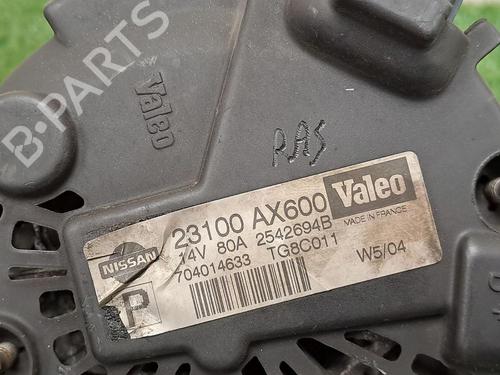 B-PARTS
Valeo
RAS
23100 AX600 Valeo
14V 80A 2542694B MADE IN FRANCE
704014633 TG8C011 W5/04
NISSAN
P